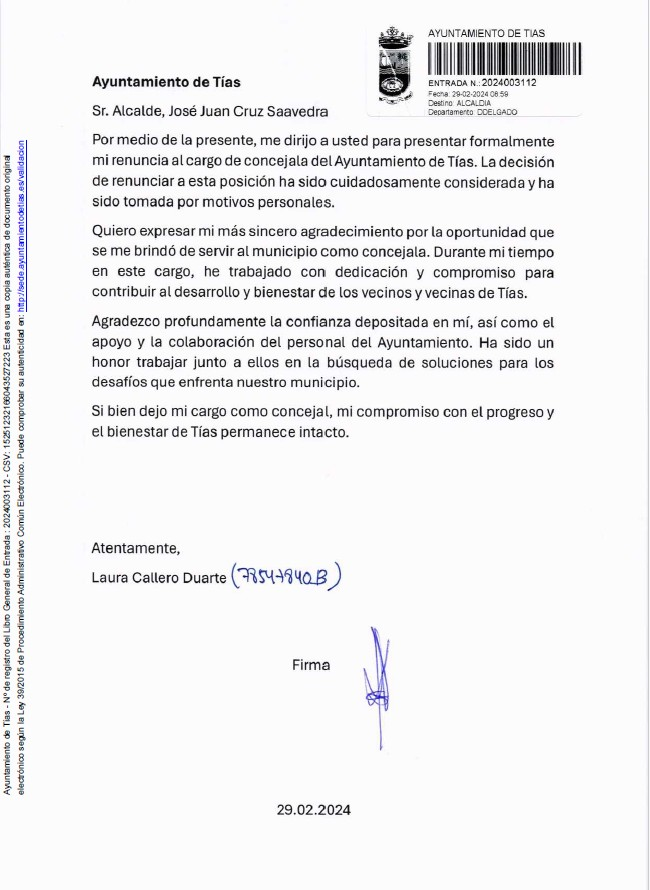 AYUNTAMIENTO DE TIAS
ENTRADA N.:2024003112
Fecha: 29-02-2024 08:59
Destino: ALCALDIA
Departamento: DDELGADO
Ayuntamiento de Tías
Sr. Alcalde, José Juan Cruz Saavedra
Por medio de la presente, me dirijo a usted para presentar formalmente
mi renuncia al cargo de concejala del Ayuntamiento de Tías. La decisión
de renunciar a esta posición ha sido cuidadosamente considerada y ha
sido tomada por motivos personales.
Quiero expresar mi más sincero agradecimiento por la oportunidad que
se me brindó de servir al municipio como concejala. Durante mi tiempo
en este cargo, he trabajado con dedicación y compromiso para
contribuir al desarrollo y bienestar de los vecinos y vecinas de Tías.
Agradezco profundamente la confianza depositada en mí, así como el
apoyo y la colaboración del personal del Ayuntamiento. Ha sido un
honor trabajar junto a ellos en la búsqueda de soluciones para los
desafíos que enfrenta nuestro municipio.
Si bien dejo mi cargo como concejal, mi compromiso con el progreso y
el bienestar de Tías permanece intacto.
Atentamente,
Laura Callero Duarte (78547840B)
Firma
29.02.2024
Ayuntamiento de Tías - Nº de registro del Libro General de Entrada : 2024003112 - CSV: 15251232166043527223 Esta es una copia auténtica de documento original
electrónico según la Ley 39/2015 de Procedimiento Administrativo Común Electrónico. Puede comprobar su autenticidad en: http://sede.ayuntamientodetias.es/validacion